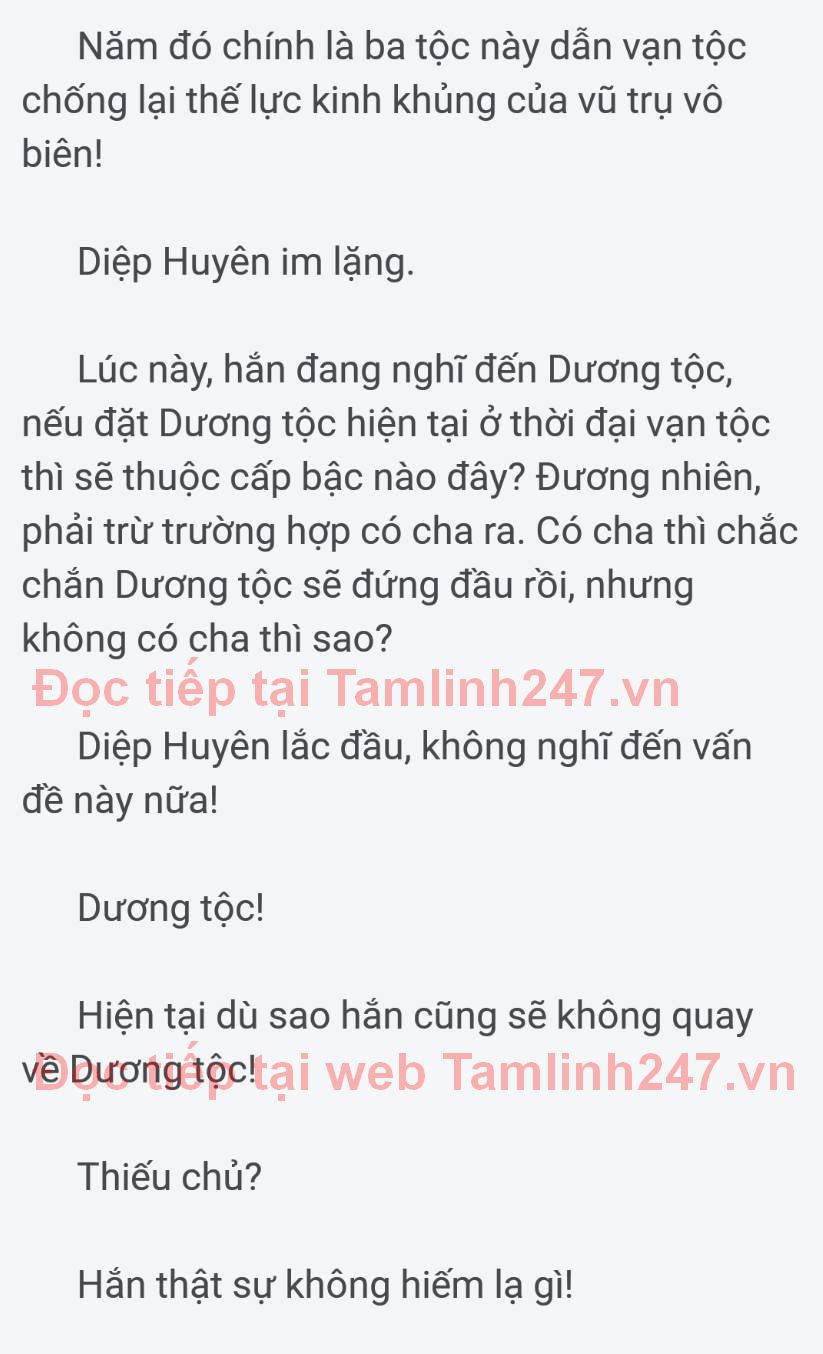 Năm đó chính là ba tộc này dẫn vạn tộc
chống lại thế lực kinh khủng của vũ trụ vô
biên!
Diệp Huyên im lặng.
Lúc này, hắn đang nghĩ đến Dương tộc,
nếu đặt Dương tộc hiện tại ở thời đại vạn tộc
thì sẽ thuộc cấp bậc nào đây? Đương nhiên,
phải trừ trường hợp có cha ra. Có cha thì chắc
chắn Dương tộc sẽ đứng đầu rồi, nhưng
không có cha thì sao?
Đọc tiếp tại Tamlinh247.vn
Diệp Huyên lắc đầu, không nghĩ đến vấn
đề này nữa!
Dương tộc!
Hiện tại dù sao hắn cũng sẽ không quay
về Dương tộc!
Đọc tiếp tại web Tamlinh247.vn
Thiếu chủ?
Hắn thật sự không hiếm lạ gì!